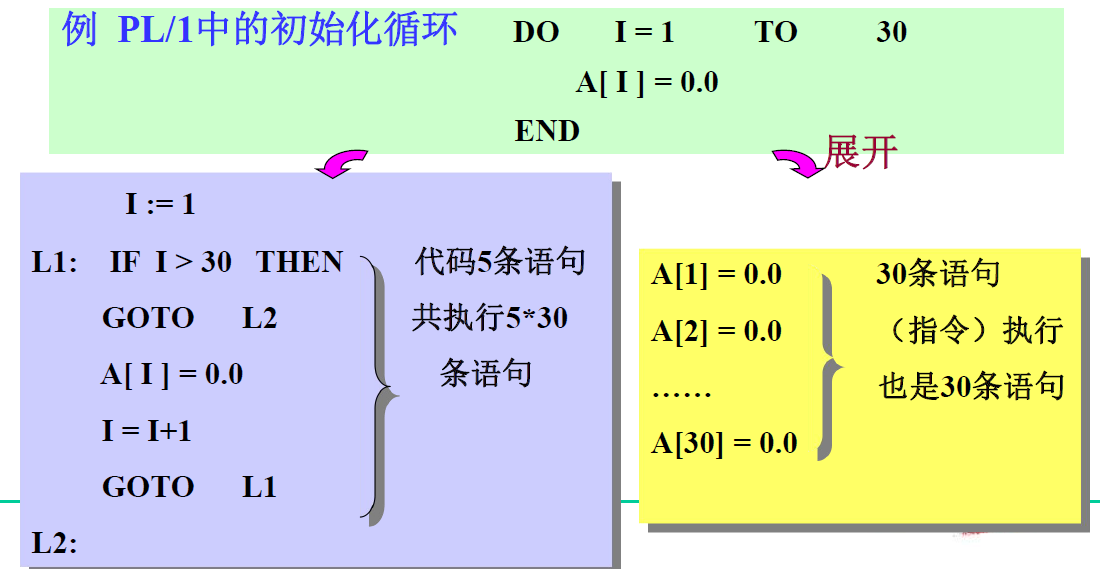 例 PL/1中的初始化循环 DO I = 1 TO 30
A[ I ] = 0.0
END
展开
I := 1
L1: IF I > 30 THEN
GOTO L2
A[ I ] = 0.0
I = I+1
GOTO L1
L2:
代码5条语句
共执行5*30
条语句
A[1] = 0.0
A[2] = 0.0
……
A[30] = 0.0
30条语句
（指令）执行
也是30条语句